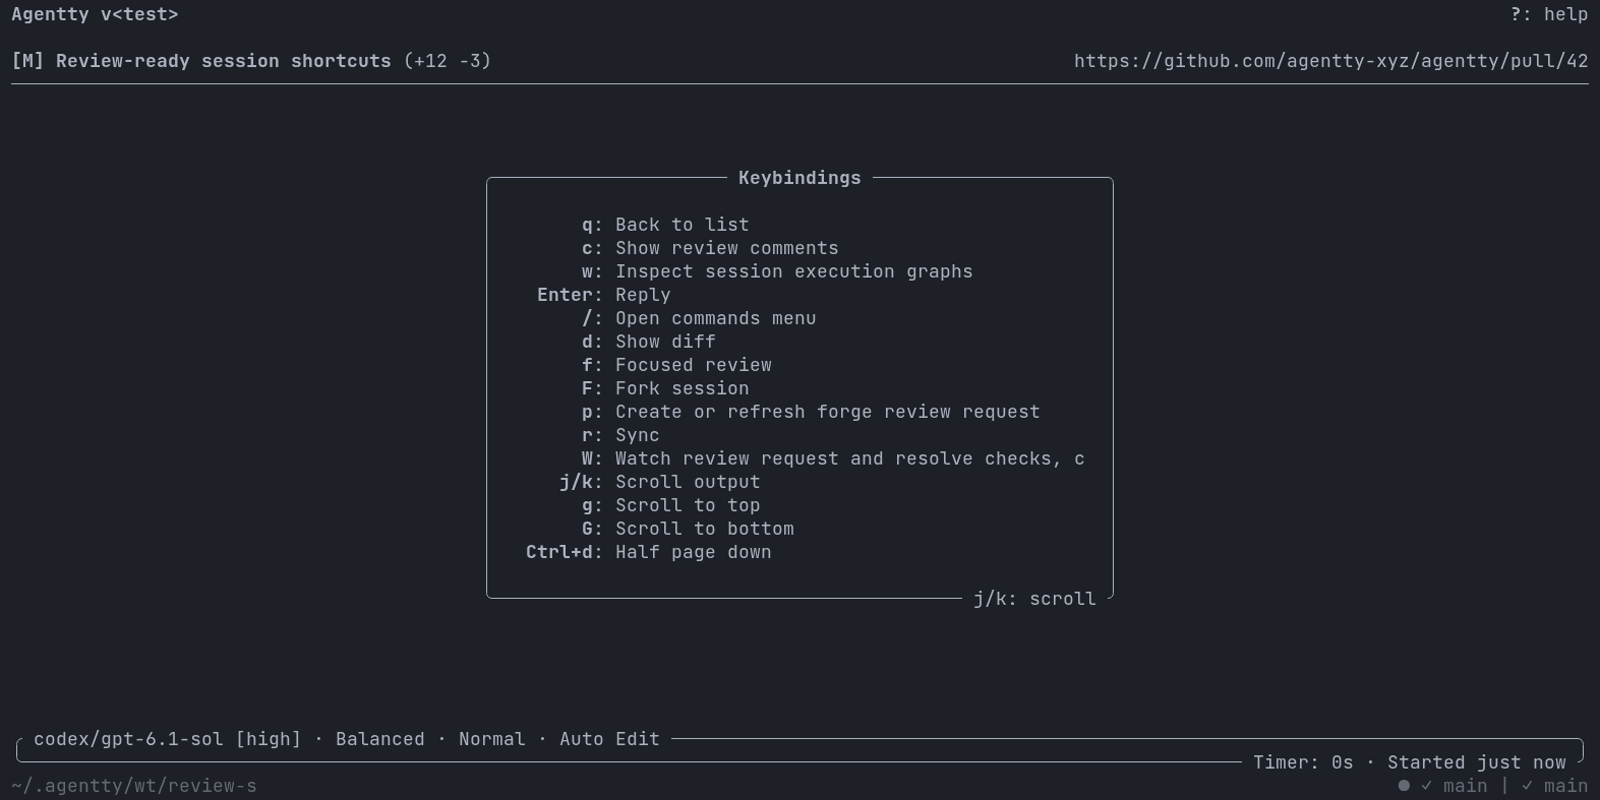 Agentty v<test>
?: help
[M] Review-ready session shortcuts (+12 -3)
https://github.com/agentty-xyz/agentty/pull/42
Keybindings
q: Back to list
c: Show review comments
w: Inspect session execution graphs
Enter: Reply
/: Open commands menu
d: Show diff
f: Focused review
F: Fork session
p: Create or refresh forge review request
r: Sync
W: Watch review request and resolve checks, c
j/k: Scroll output
g: Scroll to top
G: Scroll to bottom
Ctrl+d: Half page down
j/k: scroll
codex/gpt-6.1-sol [high] · Balanced · Normal · Auto Edit
Timer: 0s · Started just now
~/.agentty/wt/review-s
● ✓ main | ✓ main